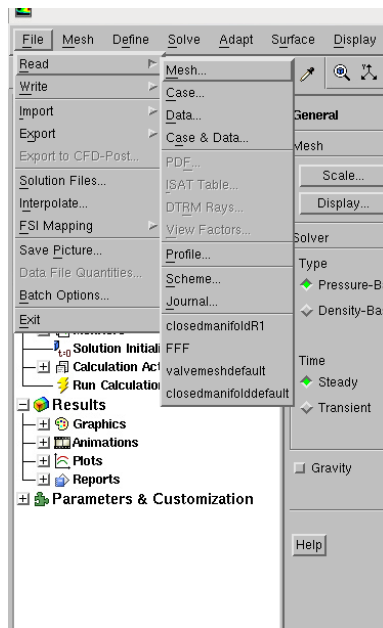 File Mesh Define Solve Adapt Surface Display
Read
Write
Import
Export
Export to CFD-Post...
Solution Files...
Interpolate...
FSI Mapping
Save Picture...
Data File Quantities...
Batch Options...
Exit
Mesh...
Case...
Data...
Case & Data...
PDF...
ISAT Table...
DTRM Rays...
View Factors...
Profile...
Scheme...
Journal...
closedmanifoldR1
FFF
valvemeshdefault
closedmanifolddefault
t=0 Solution Initiali
Calculation Act
Run Calculation
Results
Graphics
Animations
Plots
Reports
Parameters & Customization
General
Mesh
Scale...
Display...
Solver
Type
Pressure-B
Density-Ba
Time
Steady
Transient
Gravity
Help